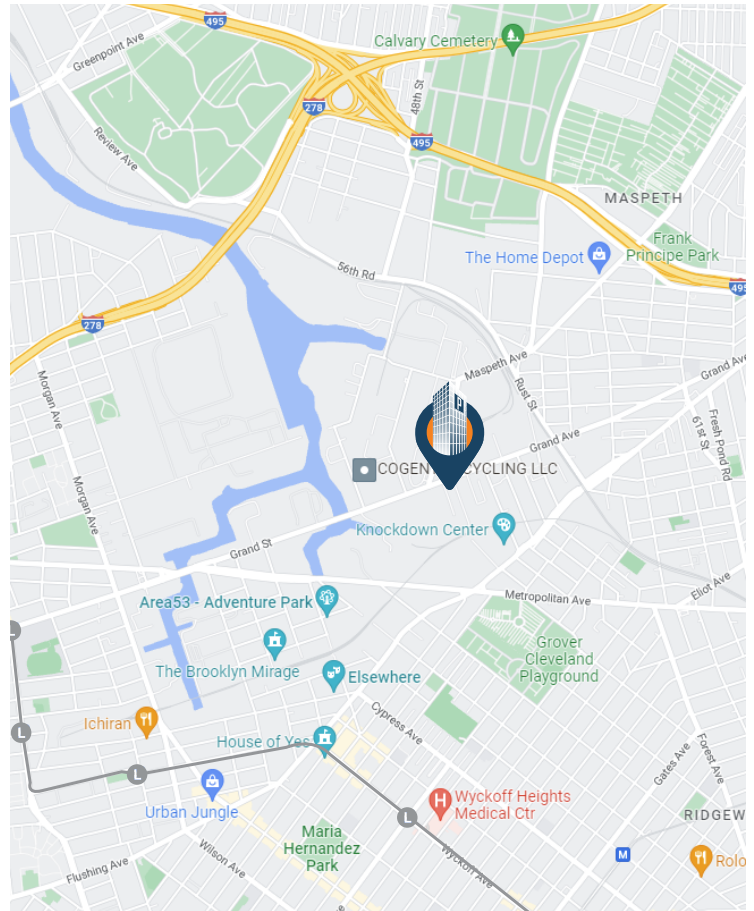 495
Greenpoint Ave
Calvary Cemetery
278
48th St
Review Ave
495
MASPETH
Frank
Principe Park
The Home Depot
56th Rd
495
278
Maspeth Ave
Grand Ave
Rust St
Morgan Ave
Fresh Pond Rd
61st St
Grand Ave
COGEN
CYCLING LLC
Morgan Ave
Knockdown Center
Grand St
Eliot Ave
Metropolitan Ave
Area53 - Adventure Park
L
Grover
Cleveland
Playground
The Brooklyn Mirage
Elsewhere
Ichiran
Cypress Ave
L
House of Yes
Forest Ave
Gates Ave
L
Urban Jungle
Wyckoff Heights
Medical Ctr
H
L
RIDGEW
Maria
Hernandez
Park
Wilson Ave
Flushing Ave
Wyckoff Ave
M
Rolo